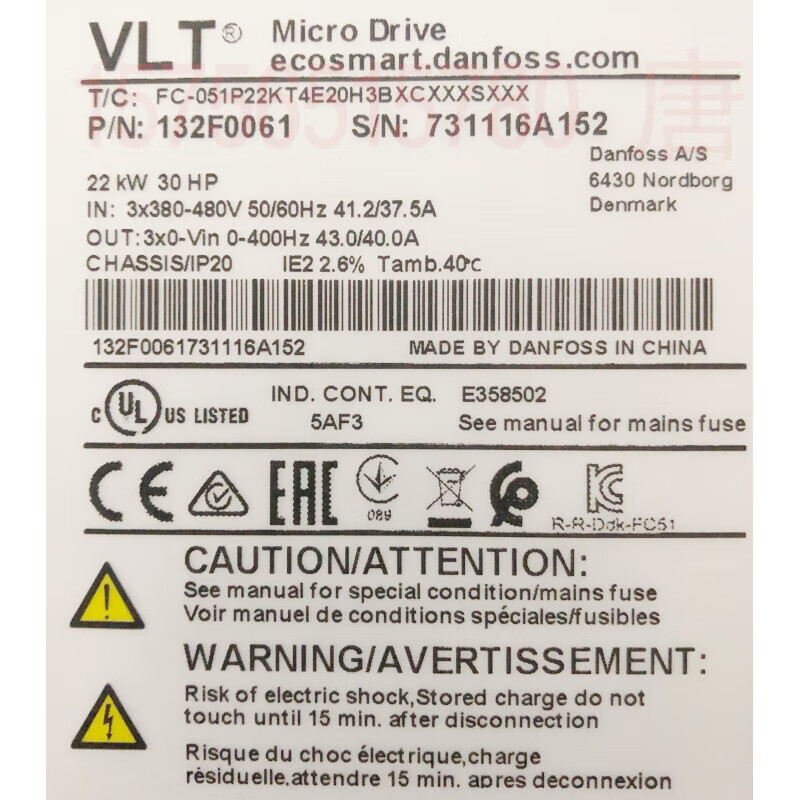 VLT® Micro Drive
ecosmart.danfoss.com
T/C: FC-051P22KT4E20H3BXCXXXSXXX
P/N: 132F0061 S/N: 731116A152
Danfoss A/S
22 kW 30 HP 6430 Nordborg
IN: 3x380-480V 50/60Hz 41.2/37.5A Denmark
OUT:3x0-Vin 0-400Hz 43.0/40.0A
CHASSIS/IP20 IE2 2.6% Tamb.40°c
132F0061731116A152 MADE BY DANFOSS IN CHINA
c UL US LISTED IND. CONT. EQ. E358502
5AF3 See manual for mains fuse
CE EAC 089
R-R-Ddk-FC51
CAUTION/ATTENTION:
See manual for special condition/mains fuse
Voir manuel de conditions spéciales/fusibles
WARNING/AVERTISSEMENT:
Risk of electric shock,Stored charge do not
touch until 15 min. after disconnection
Risque du choc électrique,charge
résiduelle,attendre 15 min. apres deconnexion